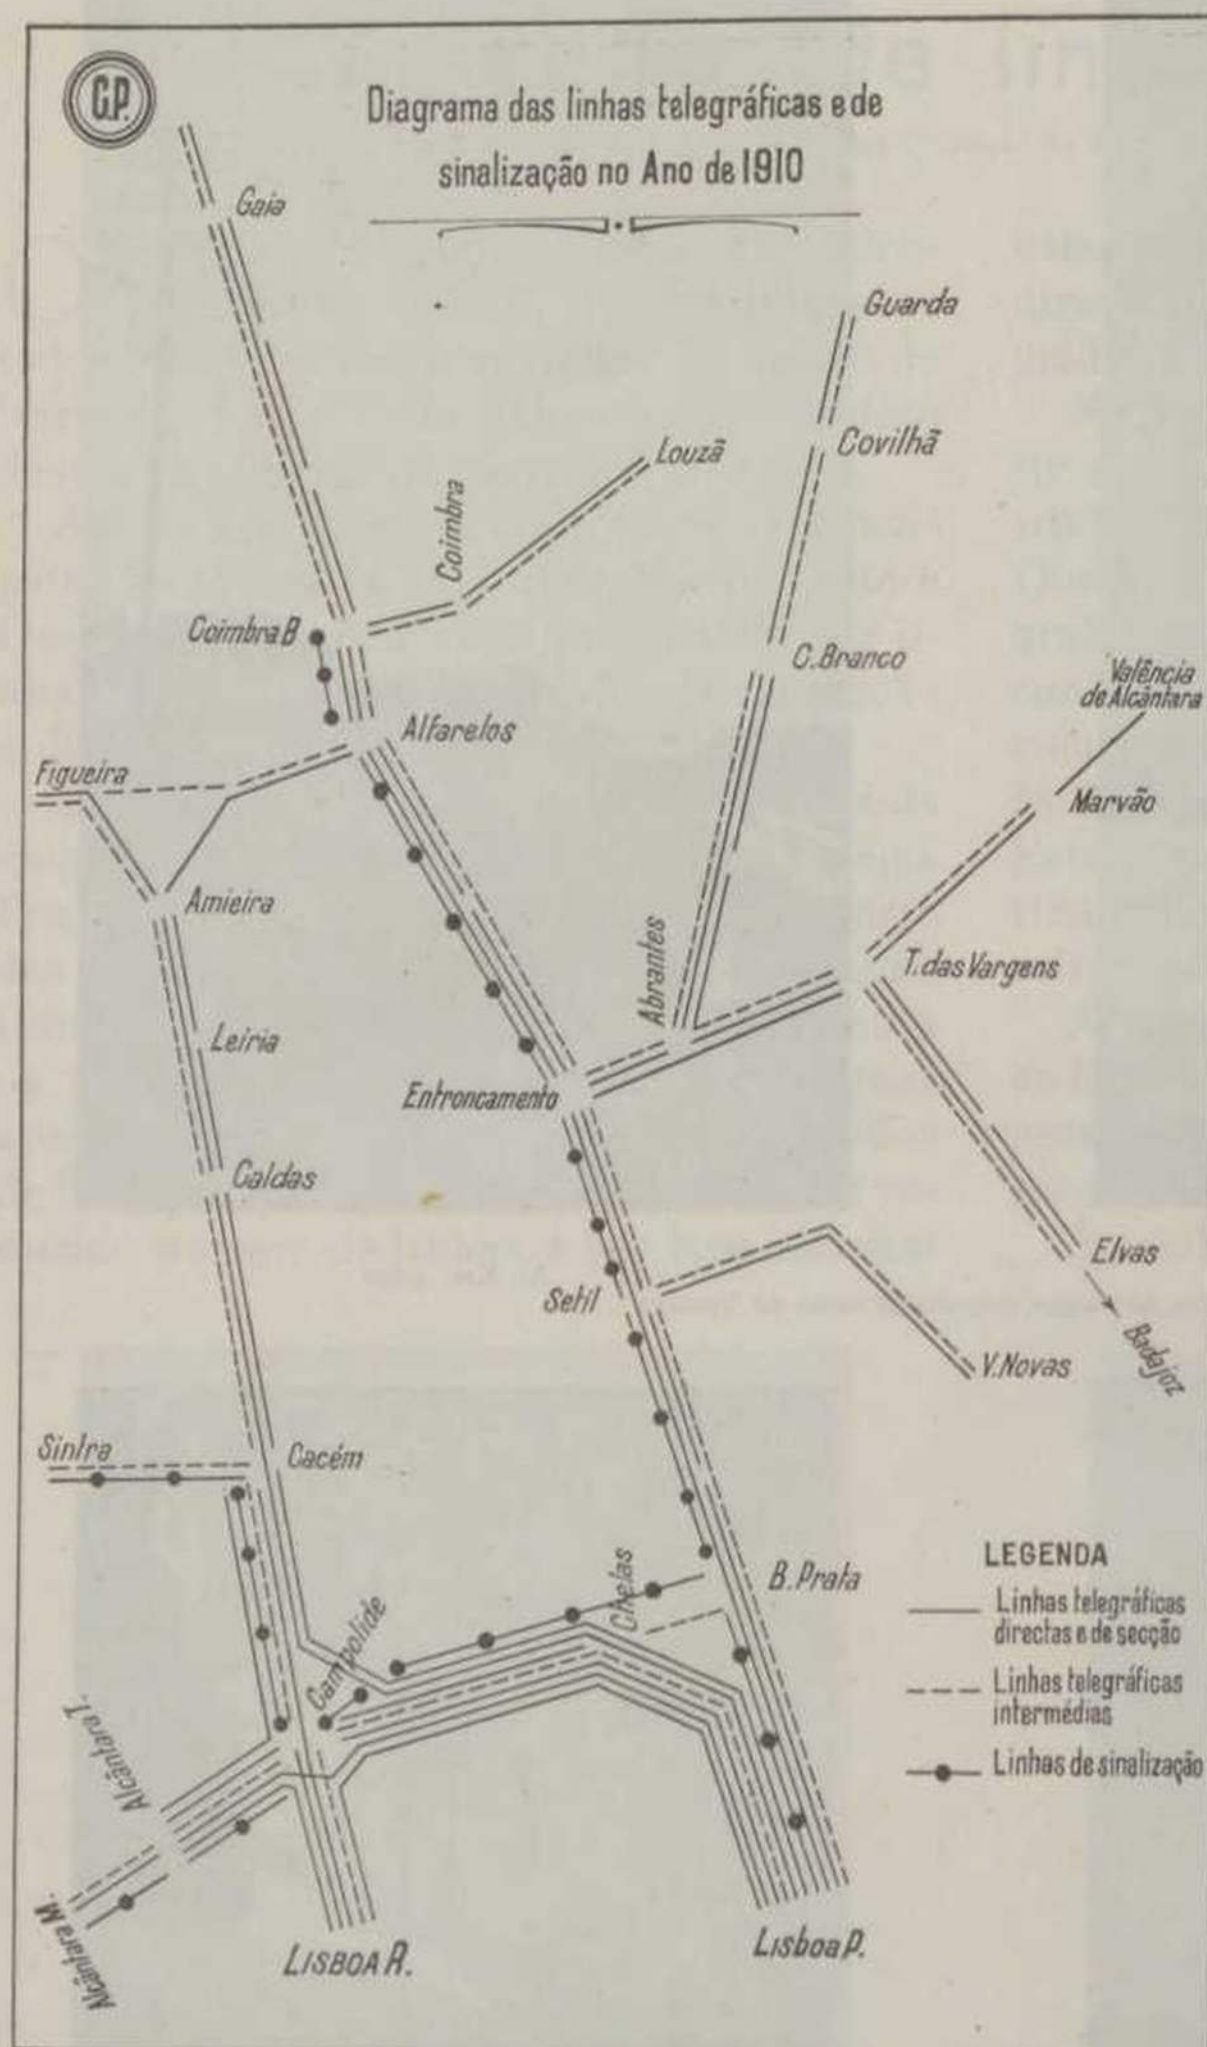 C.P.
Diagrama das linhas telegráficas e de
sinalização no Ano de 1910
Gaia
Guarda
Covilhã
Louzã
Coimbra
Coimbra B
C. Branco
Valência
de Alcântara
Alfarelos
Figueira
Marvão
Amieira
Abrantes
T. das Vargens
Leiria
Entroncamento
Caldas
Elvas
Setil
Badajoz
V. Novas
Sintra
Cacém
LEGENDA
Chelas
B. Prata
Linhas telegráficas
directas e de secção
Campolide
Linhas telegráficas
intermédias
Alcântara T.
Linhas de sinalização
Alcântara M.
LISBOA R.
Lisboa P.